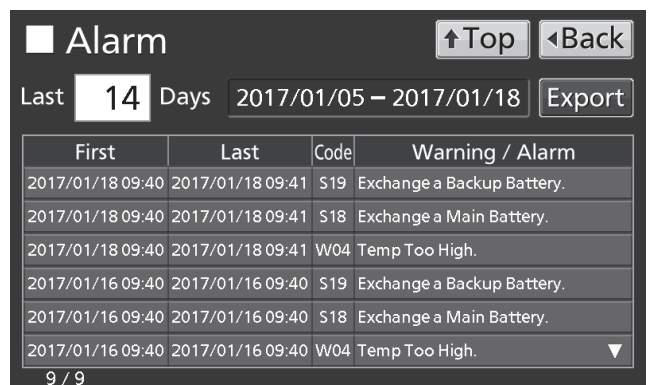 Alarm
Top
Back
Last 14 Days 2017/01/05 – 2017/01/18 Export
First Last Code Warning / Alarm
2017/01/18 09:40 2017/01/18 09:41 S19 Exchange a Backup Battery.
2017/01/18 09:40 2017/01/18 09:41 S18 Exchange a Main Battery.
2017/01/18 09:40 2017/01/18 09:41 W04 Temp Too High.
2017/01/16 09:40 2017/01/16 09:40 S19 Exchange a Backup Battery.
2017/01/16 09:40 2017/01/16 09:40 S18 Exchange a Main Battery.
2017/01/16 09:40 2017/01/16 09:40 W04 Temp Too High.
9 / 9